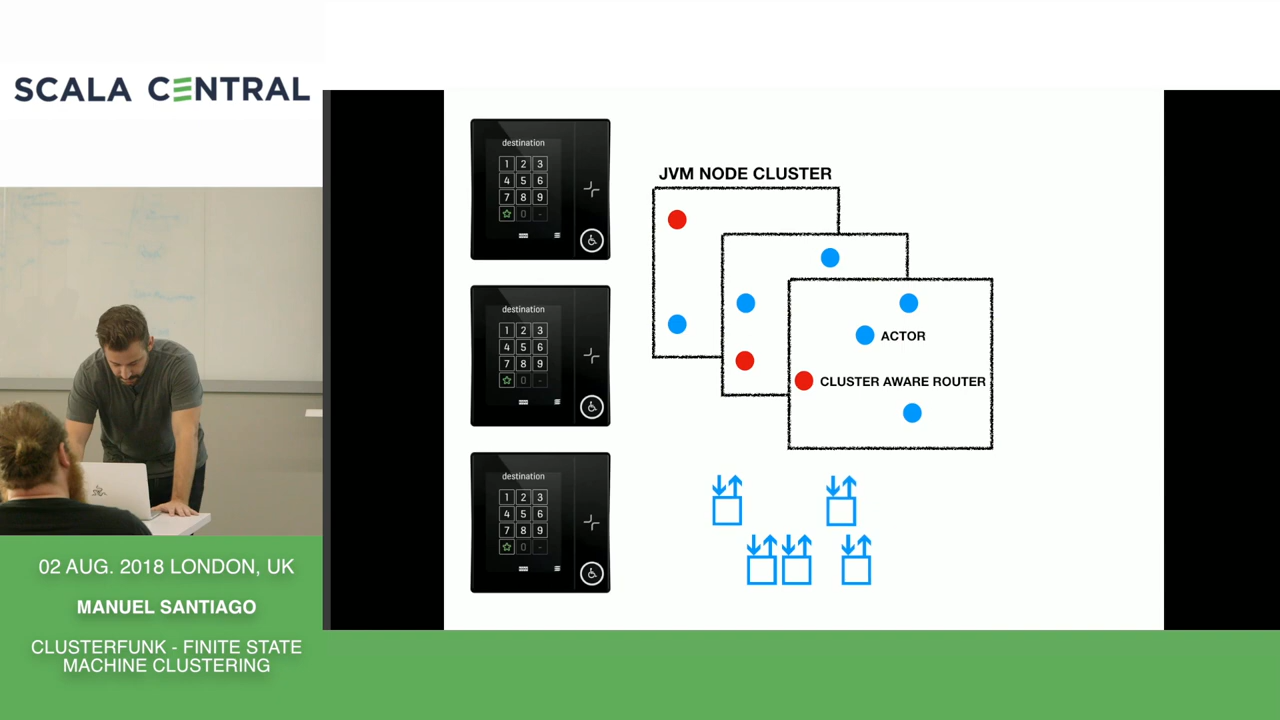 SCALA CENTRAL
02 AUG. 2018 LONDON, UK
MANUEL SANTIAGO
CLUSTERFUNK - FINITE STATE
MACHINE CLUSTERING
destination
1 2 3
4 5 6
7 8 9
0 -
destination
1 2 3
4 5 6
7 8 9
0 -
destination
1 2 3
4 5 6
7 8 9
0 -
JVM NODE CLUSTER
ACTOR
CLUSTER AWARE ROUTER